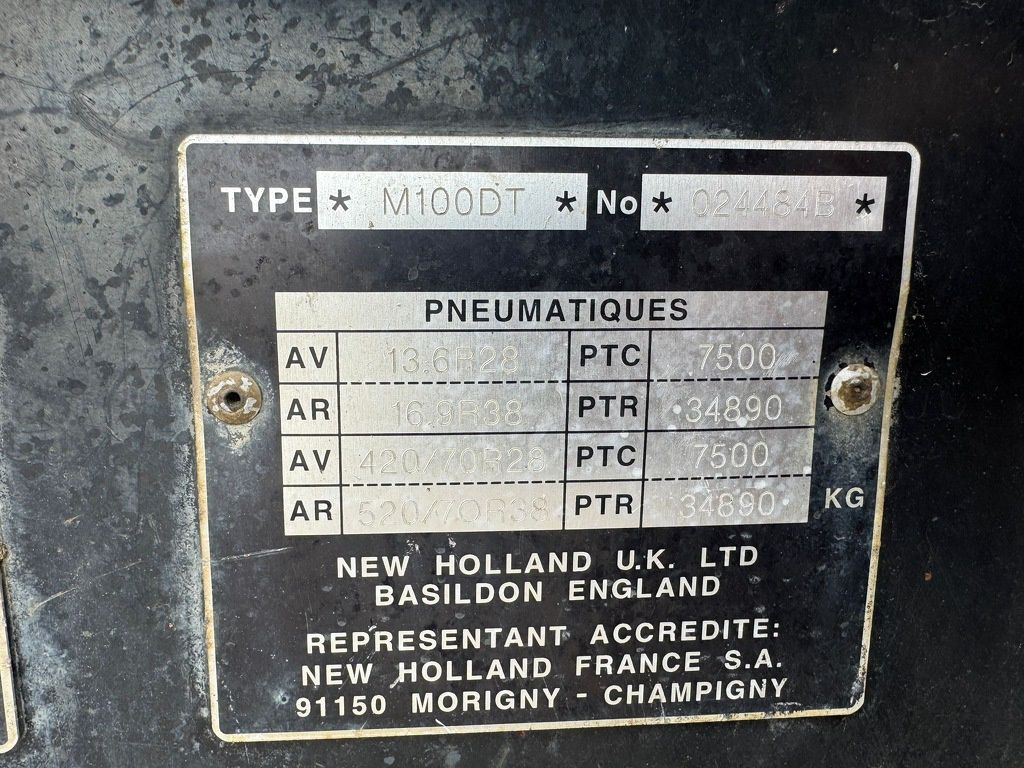 TYPE * M100DT * No * 024484B *
PNEUMATIQUES
AV 13.6R28 PTC 7500
AR 16.9R38 PTR 34890
AV 420/70R28 PTC 7500
AR 520/70R38 PTR 34890 KG
NEW HOLLAND U.K. LTD
BASILDON ENGLAND
REPRESENTANT ACCREDITE:
NEW HOLLAND FRANCE S.A.
91150 MORIGNY - CHAMPIGNY